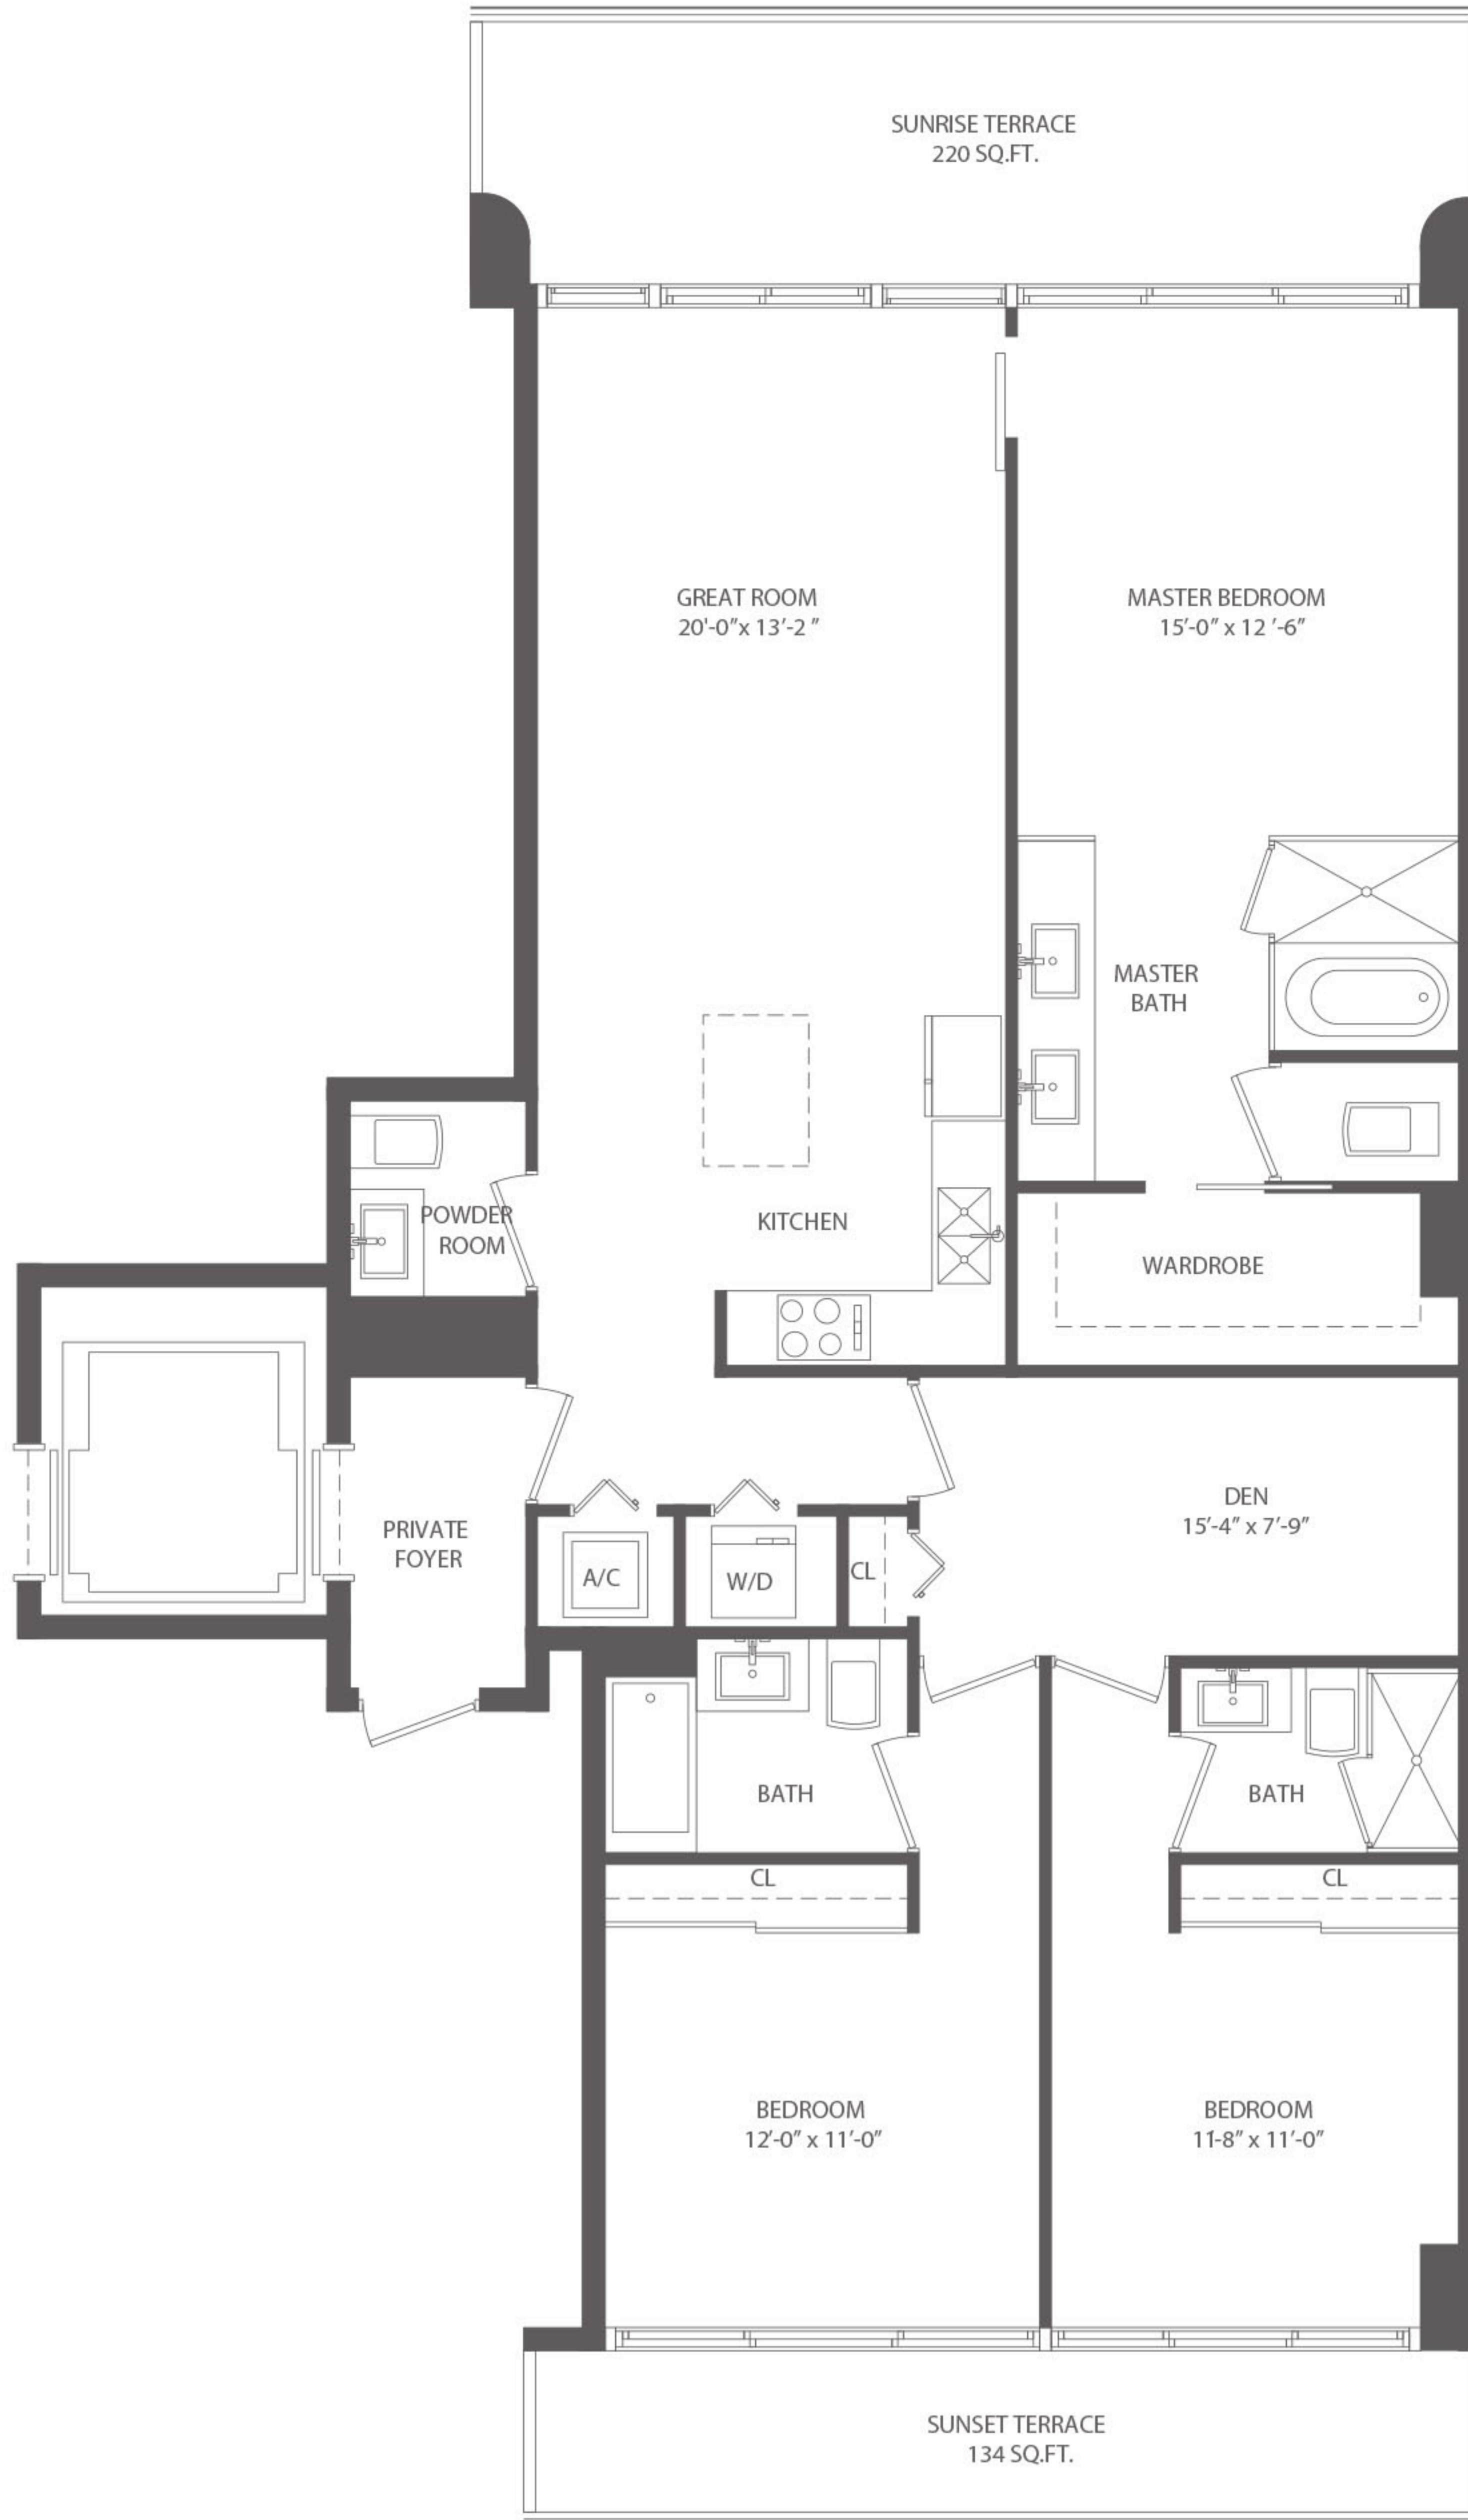 SUNRISE TERRACE
220 SQ.FT.
GREAT ROOM
20'-0"x 13'-2 "
MASTER BEDROOM
15'-0" x 12 '-6"
MASTER
BATH
POWDER
ROOM
KITCHEN
WARDROBE
PRIVATE
FOYER
A/C
W/D
CL
DEN
15'-4" x 7'-9"
BATH
BATH
CL
CL
BEDROOM
12'-0" x 11'-0"
BEDROOM
11-8" x 11'-0"
SUNSET TERRACE
134 SQ.FT.